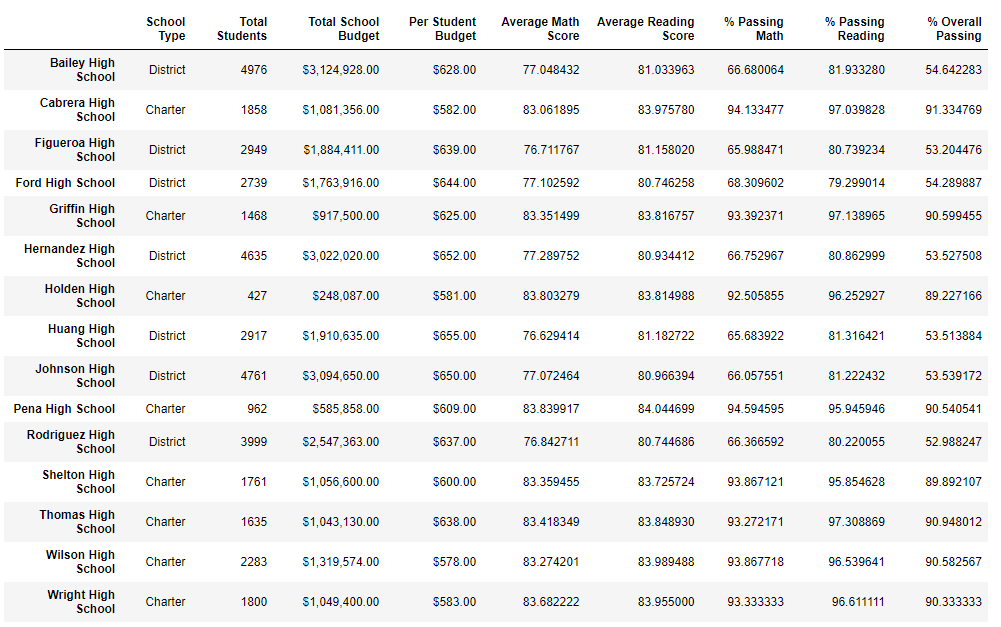 School Type Total Students Total School Budget Per Student Budget Average Math Score Average Reading Score % Passing Math % Passing Reading % Overall Passing
Bailey High School District 4976 $3,124,928.00 $628.00 77.048432 81.033963 66.680064 81.933280 54.642283
Cabrera High School Charter 1858 $1,081,356.00 $582.00 83.061895 83.975780 94.133477 97.039828 91.334769
Figueroa High School District 2949 $1,884,411.00 $639.00 76.711767 81.158020 65.988471 80.739234 53.204476
Ford High School District 2739 $1,763,916.00 $644.00 77.102592 80.746258 68.309602 79.299014 54.289887
Griffin High School Charter 1468 $917,500.00 $625.00 83.351499 83.816757 93.392371 97.138965 90.599455
Hernandez High School District 4635 $3,022,020.00 $652.00 77.289752 80.934412 66.752967 80.862999 53.527508
Holden High School Charter 427 $248,087.00 $581.00 83.803279 83.814988 92.505855 96.252927 89.227166
Huang High School District 2917 $1,910,635.00 $655.00 76.629414 81.182722 65.683922 81.316421 53.513884
Johnson High School District 4761 $3,094,650.00 $650.00 77.072464 80.966394 66.057551 81.222432 53.539172
Pena High School Charter 962 $585,858.00 $609.00 83.839917 84.044699 94.594595 95.945946 90.540541
Rodriguez High School District 3999 $2,547,363.00 $637.00 76.842711 80.744686 66.366592 80.220055 52.988247
Shelton High School Charter 1761 $1,056,600.00 $600.00 83.359455 83.725724 93.867121 95.854628 89.892107
Thomas High School Charter 1635 $1,043,130.00 $638.00 83.418349 83.848930 93.272171 97.308869 90.948012
Wilson High School Charter 2283 $1,319,574.00 $578.00 83.274201 83.989488 93.867718 96.539641 90.582567
Wright High School Charter 1800 $1,049,400.00 $583.00 83.682222 83.955000 93.333333 96.611111 90.333333